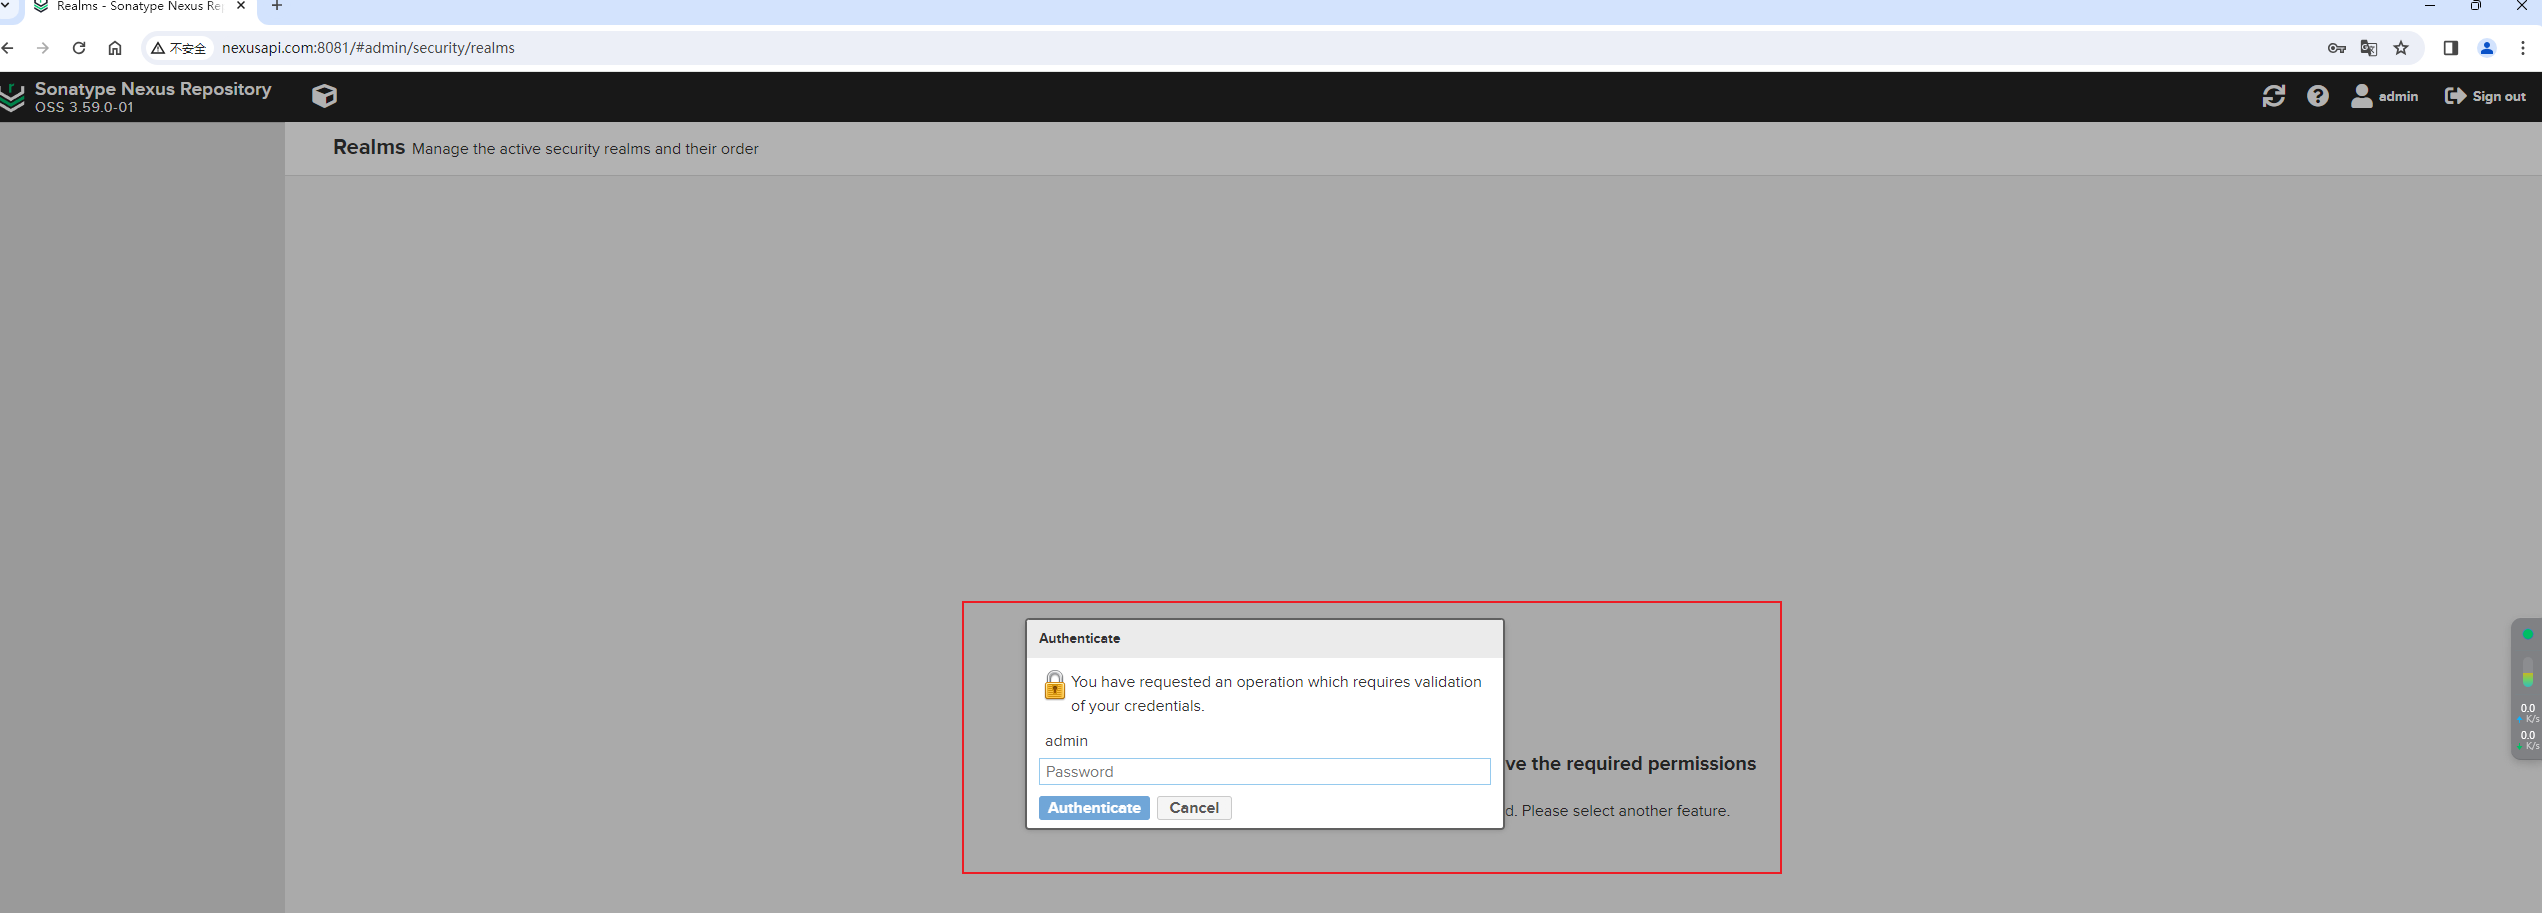 Realms - Sonatype Nexus Re
不安全 nexusapi.com:8081/#admin/security/realms
Sonatype Nexus Repository
OSS 3.59.0-01
admin Sign out
Realms Manage the active security realms and their order
Authenticate
You have requested an operation which requires validation
of your credentials.
admin
ve the required permissions
Password
Authenticate Cancel
d. Please select another feature.
0.0
K/s
0.0
K/s